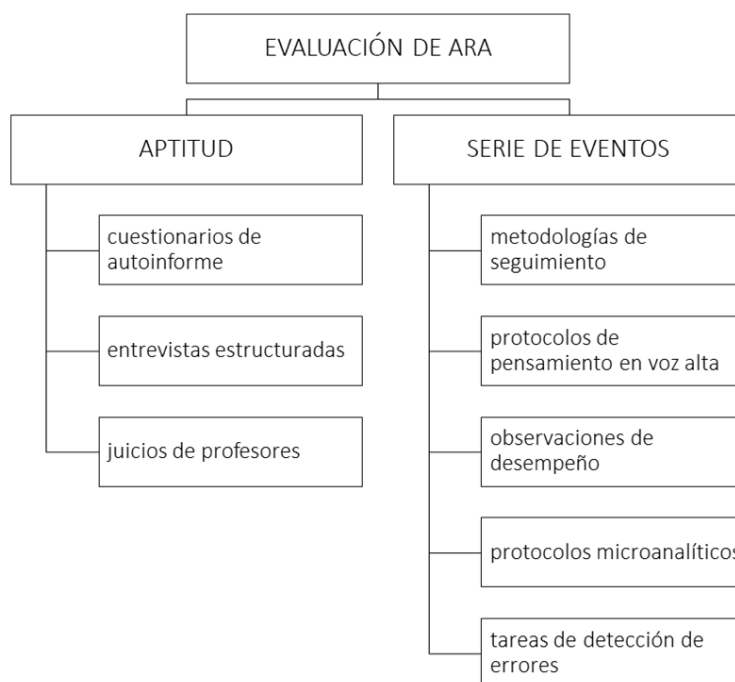 EVALUACIÓN DE ARA
APTITUD
cuestionarios de
autoinforme
entrevistas estructuradas
juicios de profesores
SERIE DE EVENTOS
metodologías de
seguimiento
protocolos de
pensamiento en voz alta
observaciones de
desempeño
protocolos microanalíticos
tareas de detección de
errores